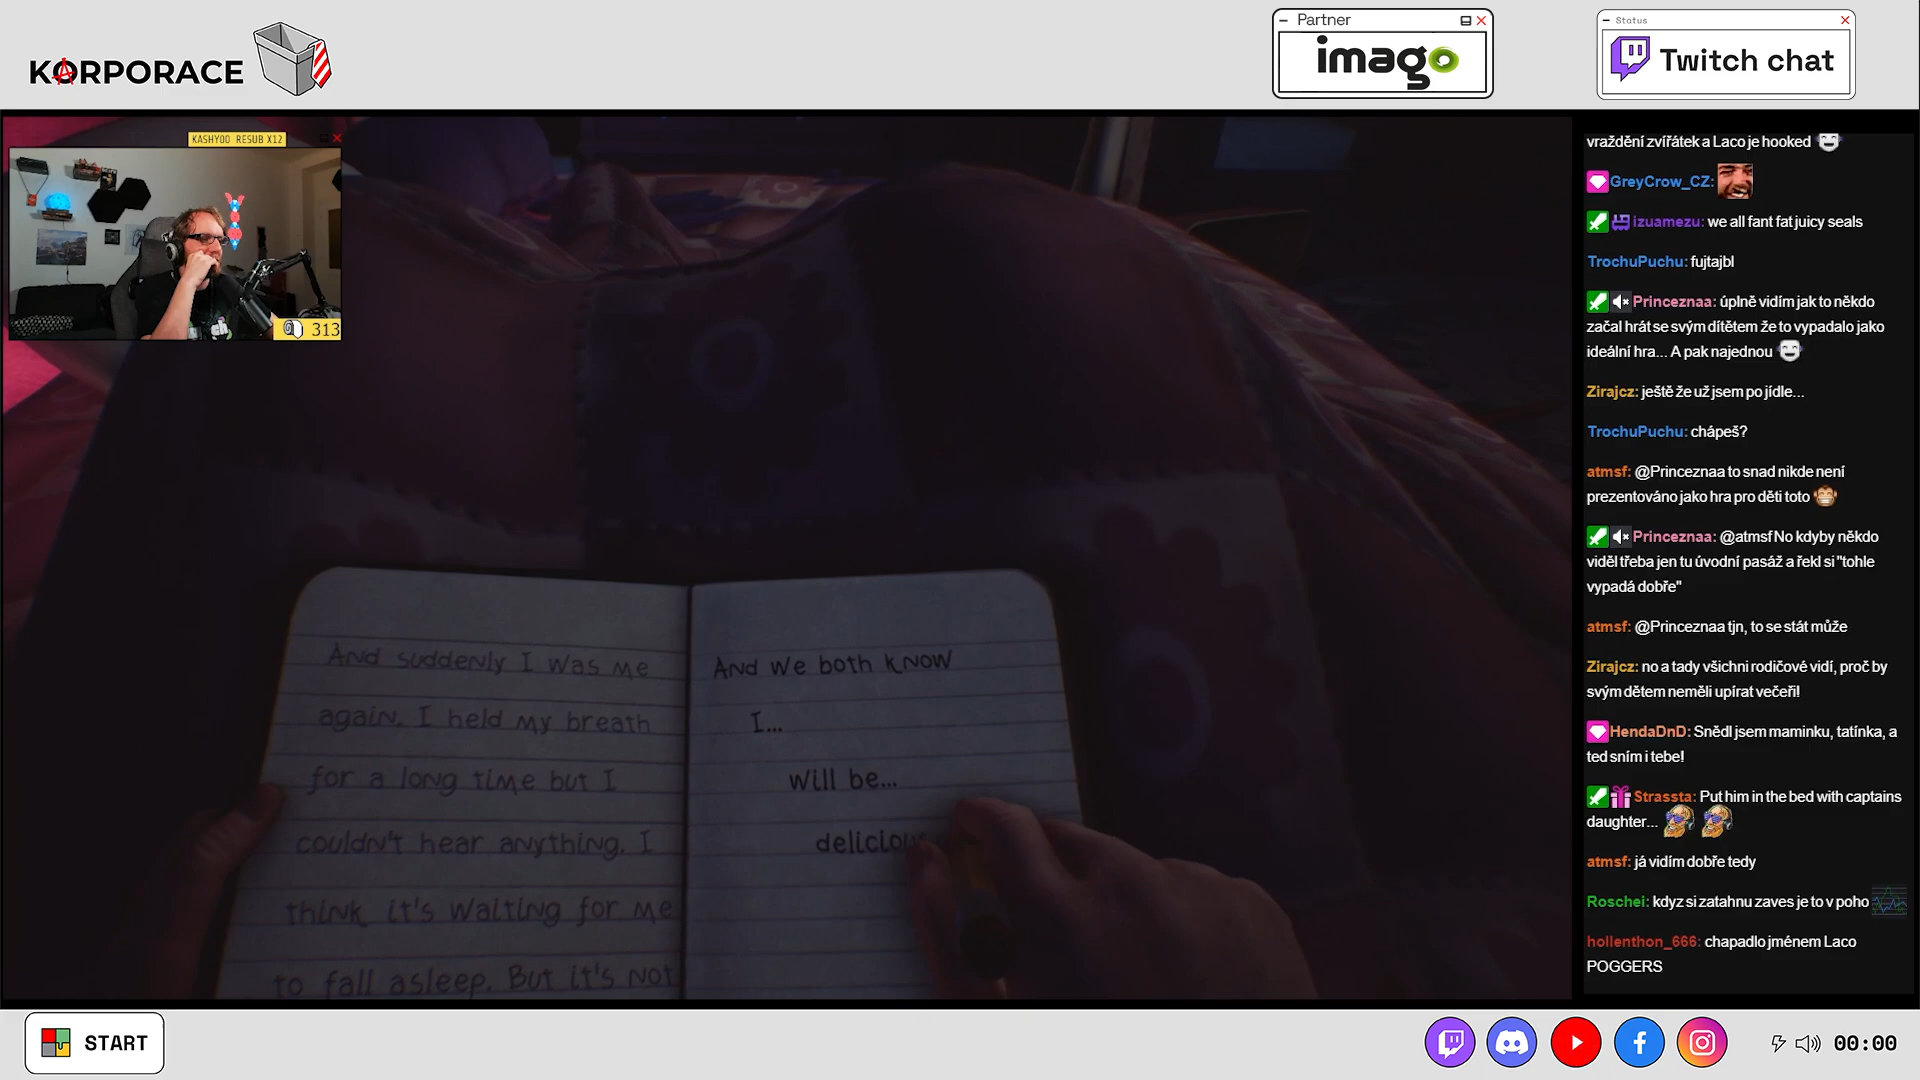 KORPORACE
Partner
imago
Status
Twitch chat
KASHYOO RESUB X12
313
vraždění zvířátek a Laco je hooked
GreyCrow_CZ:
izuamezu: we all fant fat juicy seals
TrochuPuchu: fujtajbl
Princeznaa: úplně vidím jak to někdo
začal hrát se svým dítětem že to vypadalo jako
ideální hra... A pak najednou
Zirajcz: ještě že už jsem po jídle...
TrochuPuchu: chápeš?
atmsf: @Princeznaa to snad nikde není
prezentováno jako hra pro děti toto
Princeznaa: @atmsf No kdyby někdo
viděl třeba jen tu úvodní pasáž a řekl si "tohle
vypadá dobře"
atmsf: @Princeznaa tjn, to se stát může
Zirajcz: no a tady všichni rodičové vidí, proč by
svým dětem neměli upírat večeři!
HendaDnD: Snědl jsem maminku, tatínka, a
ted sním i tebe!
Strassta: Put him in the bed with captains
daughter...
atmsf: já vidím dobře tedy
Roschei: kdyz si zatahnu zaves je to v poho
hollenthon_666: chapadlo jménem Laco
POGGERS
And suddenly I was me
again. I held my breath
for a long time but I
couldn't hear anything. I
think it's waiting for me
to fall asleep. But it's not
And we both know
I...
will be...
deliciou
START
00:00